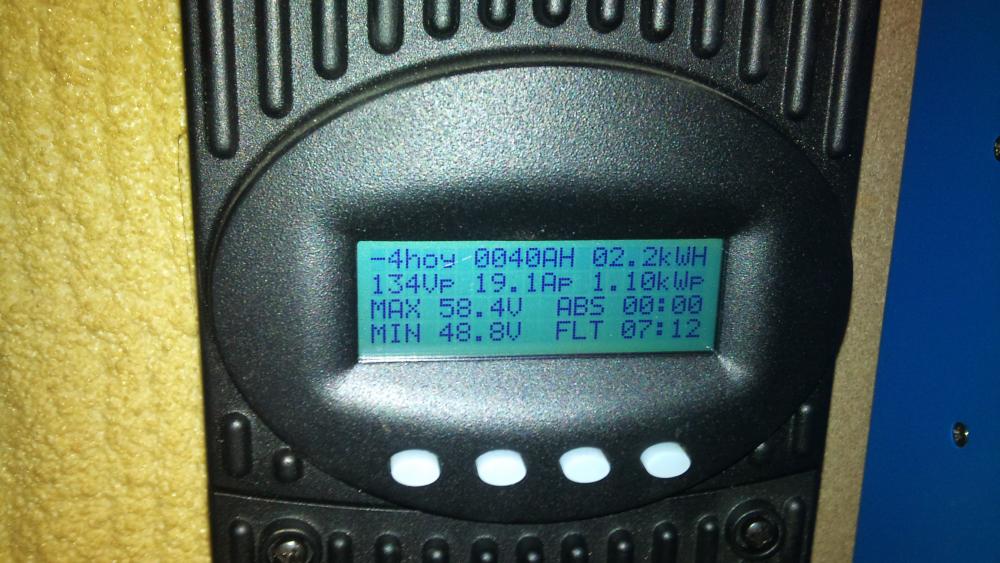 -4hoy 0040AH 02.2kWH
134Vp 19.1Ap 1.10kWp
MAX 58.4V ABS 00:00
MIN 48.8V FLT 07:12